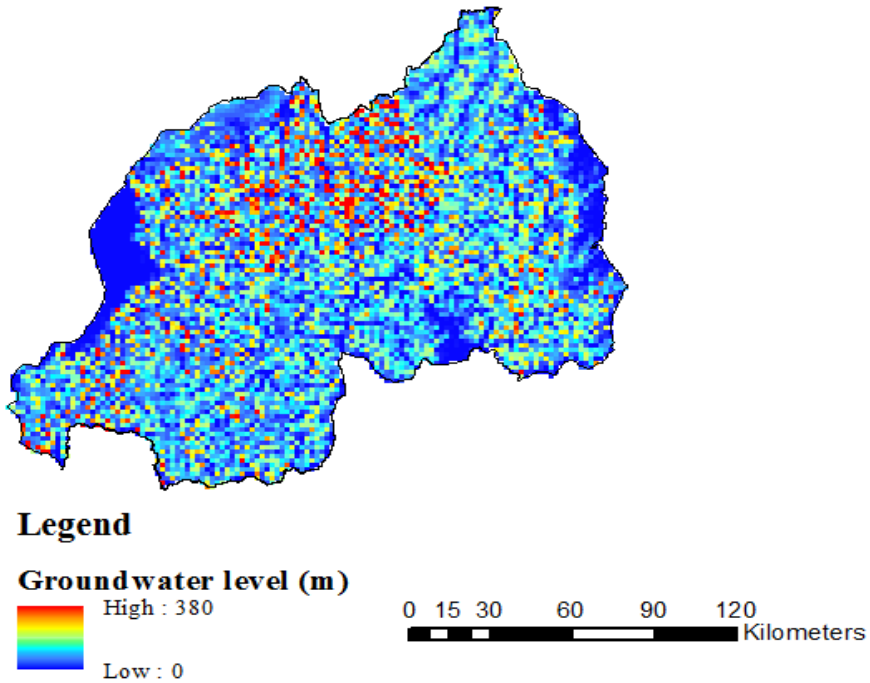 Legend
Groundwater level (m)
High : 380
Low : 0
0 15 30 60 90 120
Kilometers